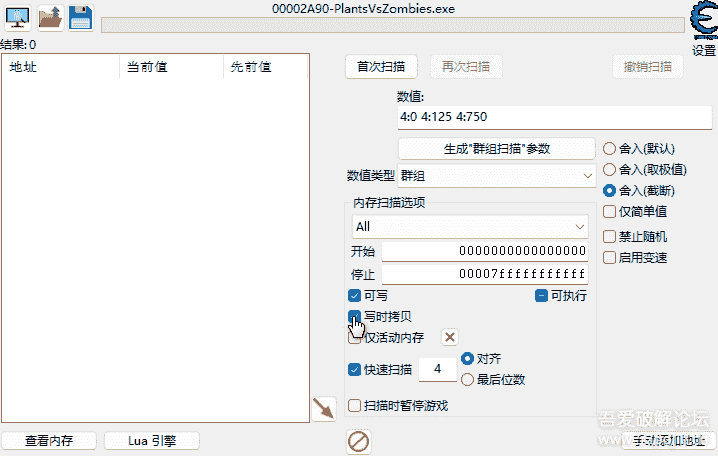 00002A90-PlantsVsZombies.exe
设置
结果: 0
地址 当前值 先前值
首次扫描 再次扫描 撤销扫描
数值:
4:0 4:125 4:750
生成"群组扫描"参数
舍入(默认)
数值类型 群组
舍入(取极值)
舍入(截断)
内存扫描选项
仅简单值
All
禁止随机
开始 0000000000000000
启用变速
停止 00007fffffffffff
可写 可执行
写时拷贝
仅活动内存
快速扫描 4 对齐
最后位数
扫描时暂停游戏
吾爱破解论坛
查看内存 Lua 引擎 手动添加地址